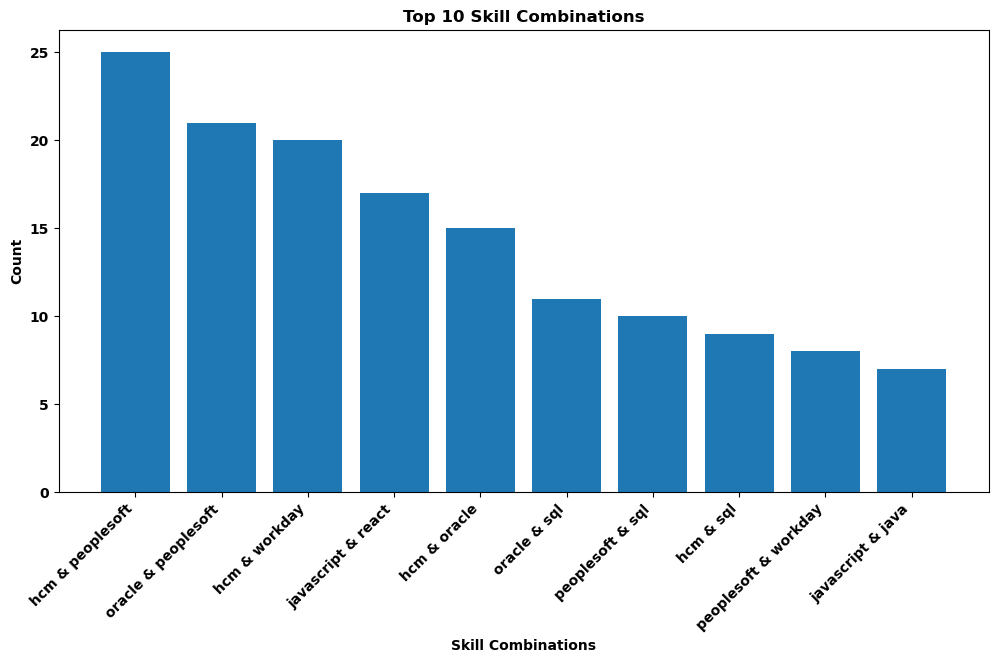 Top 10 Skill Combinations
Count
25
20
15
10
5
0
hcm & peoplesoft
oracle & peoplesoft
hcm & workday
javascript & react
hcm & oracle
oracle & sql
peoplesoft & sql
hcm & sql
peoplesoft & workday
javascript & java
Skill Combinations